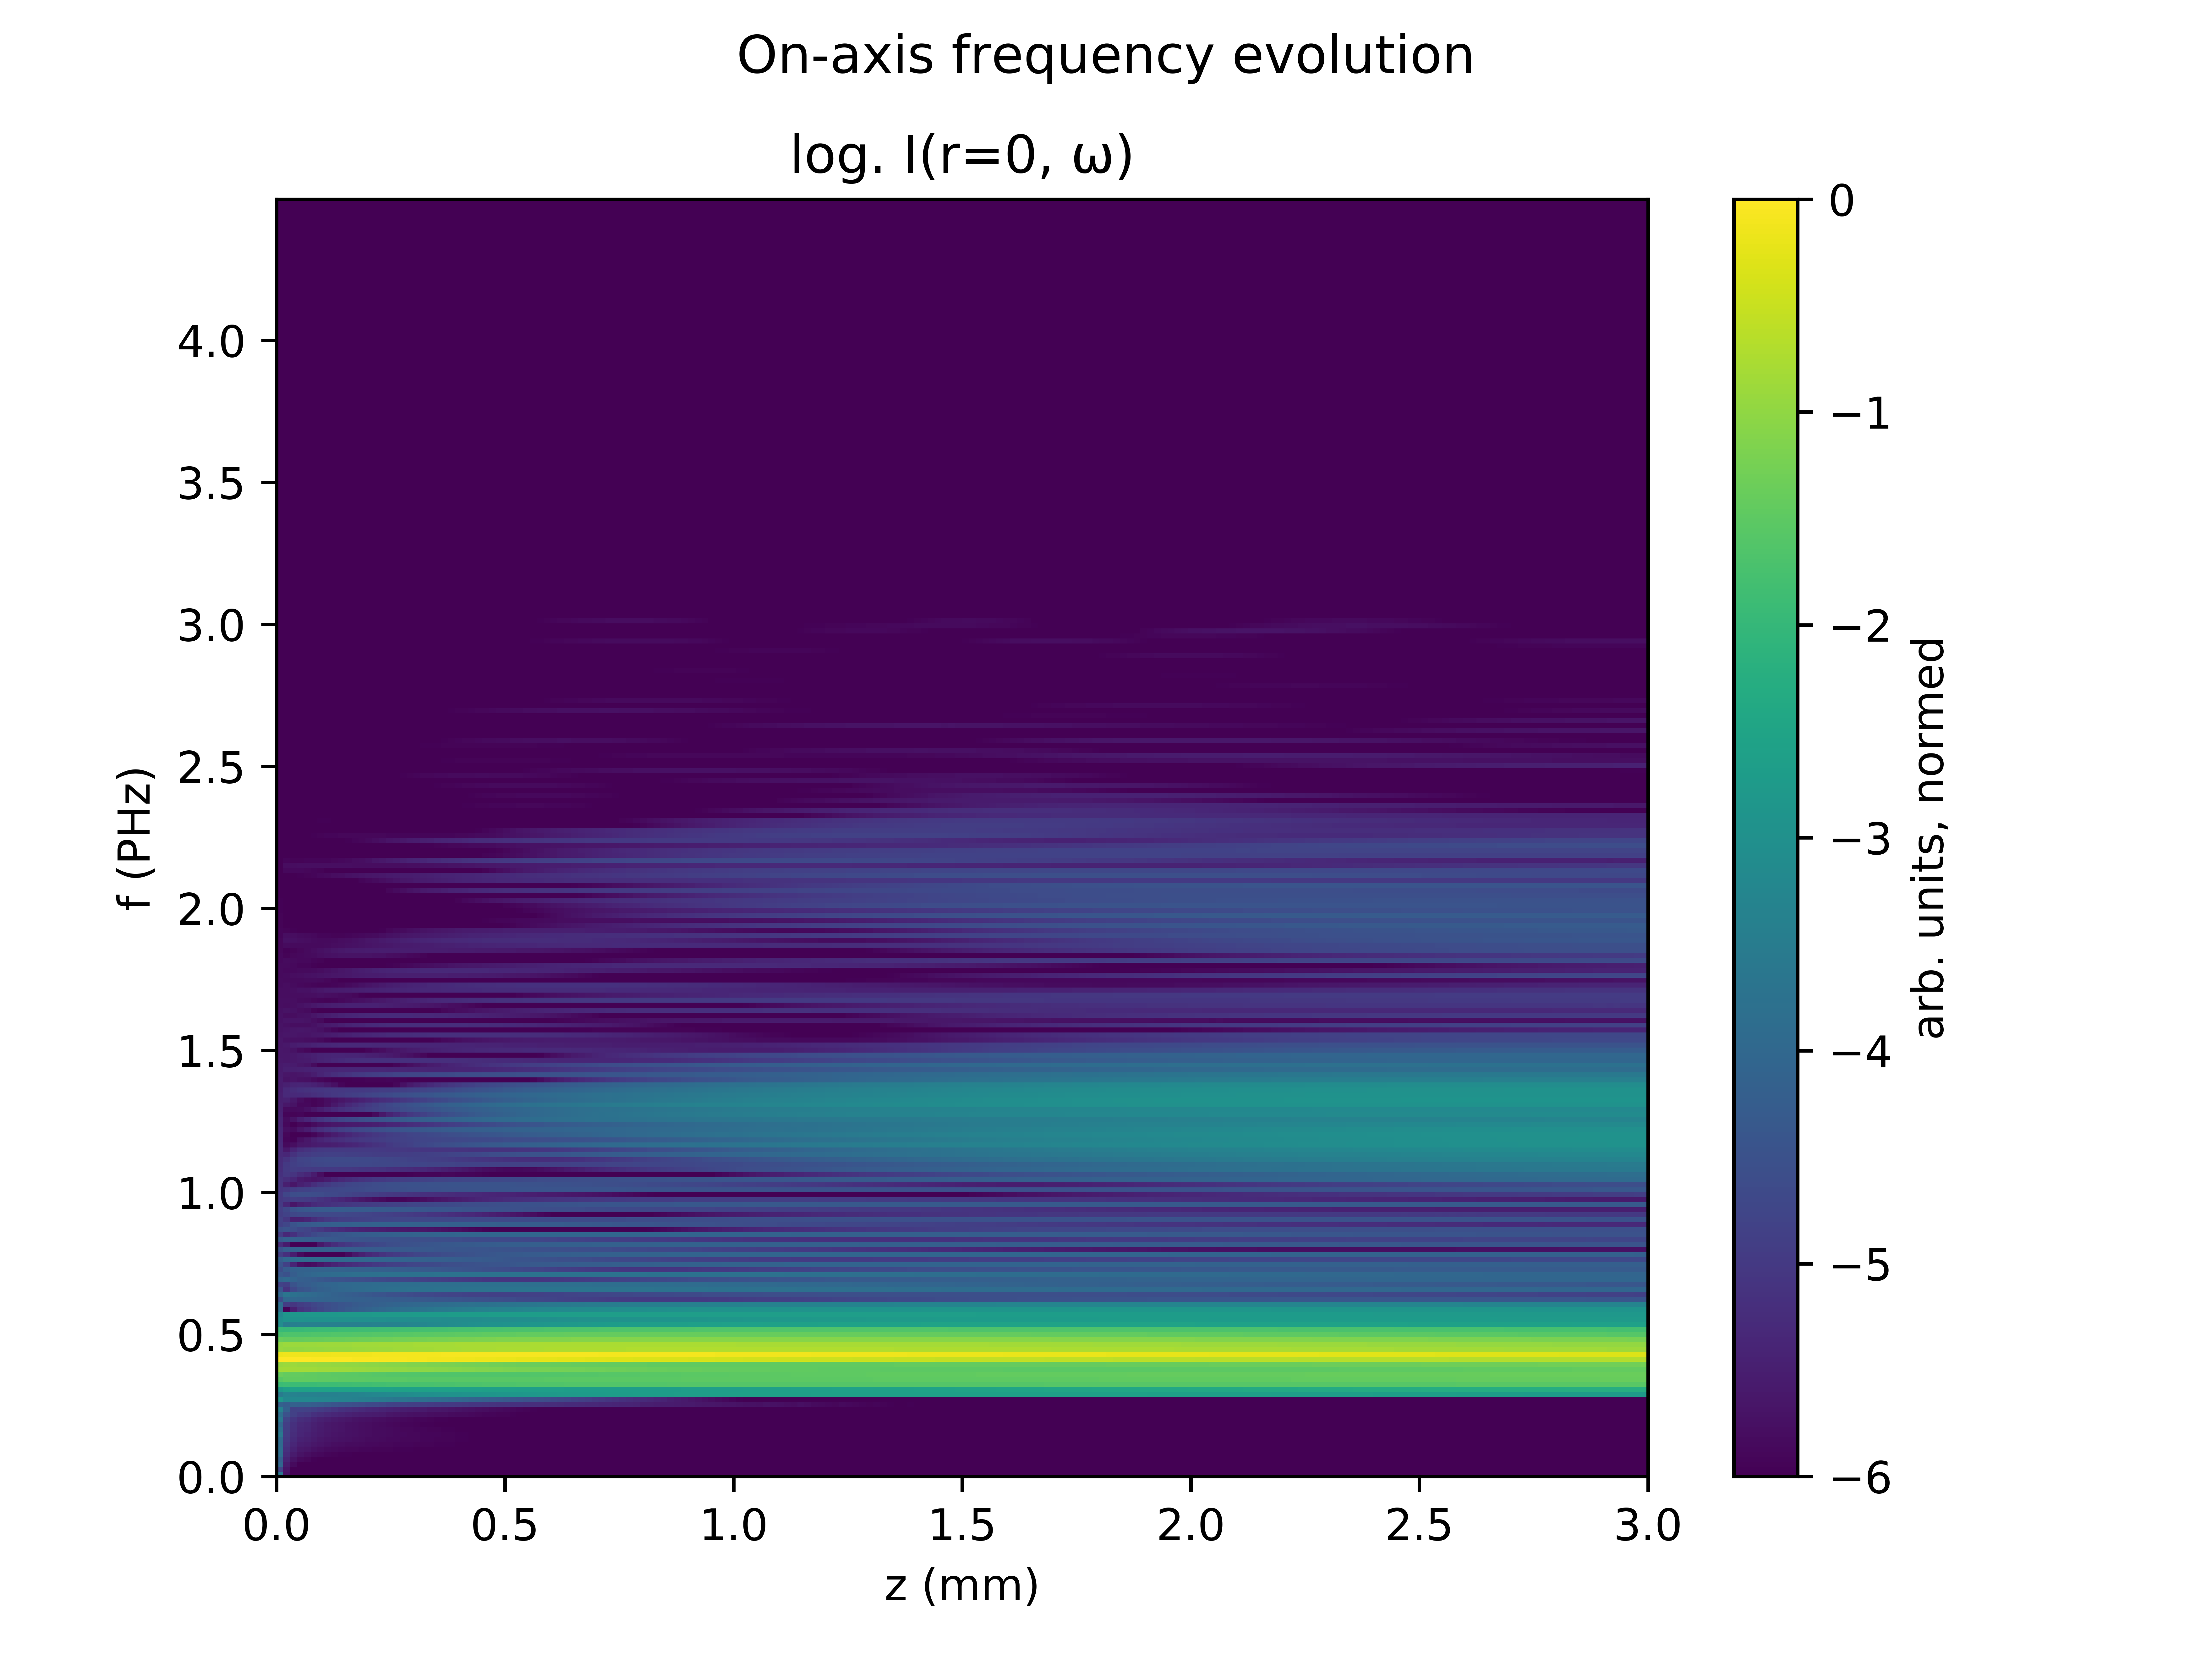 On-axis frequency evolution
log. I(r=0, ω)
f (PHz)
4.0
3.5
3.0
2.5
2.0
1.5
1.0
0.5
0.0
0.0 0.5 1.0 1.5 2.0 2.5 3.0
z (mm)
0
−1
−2
−3
−4
−5
−6
arb. units, normed